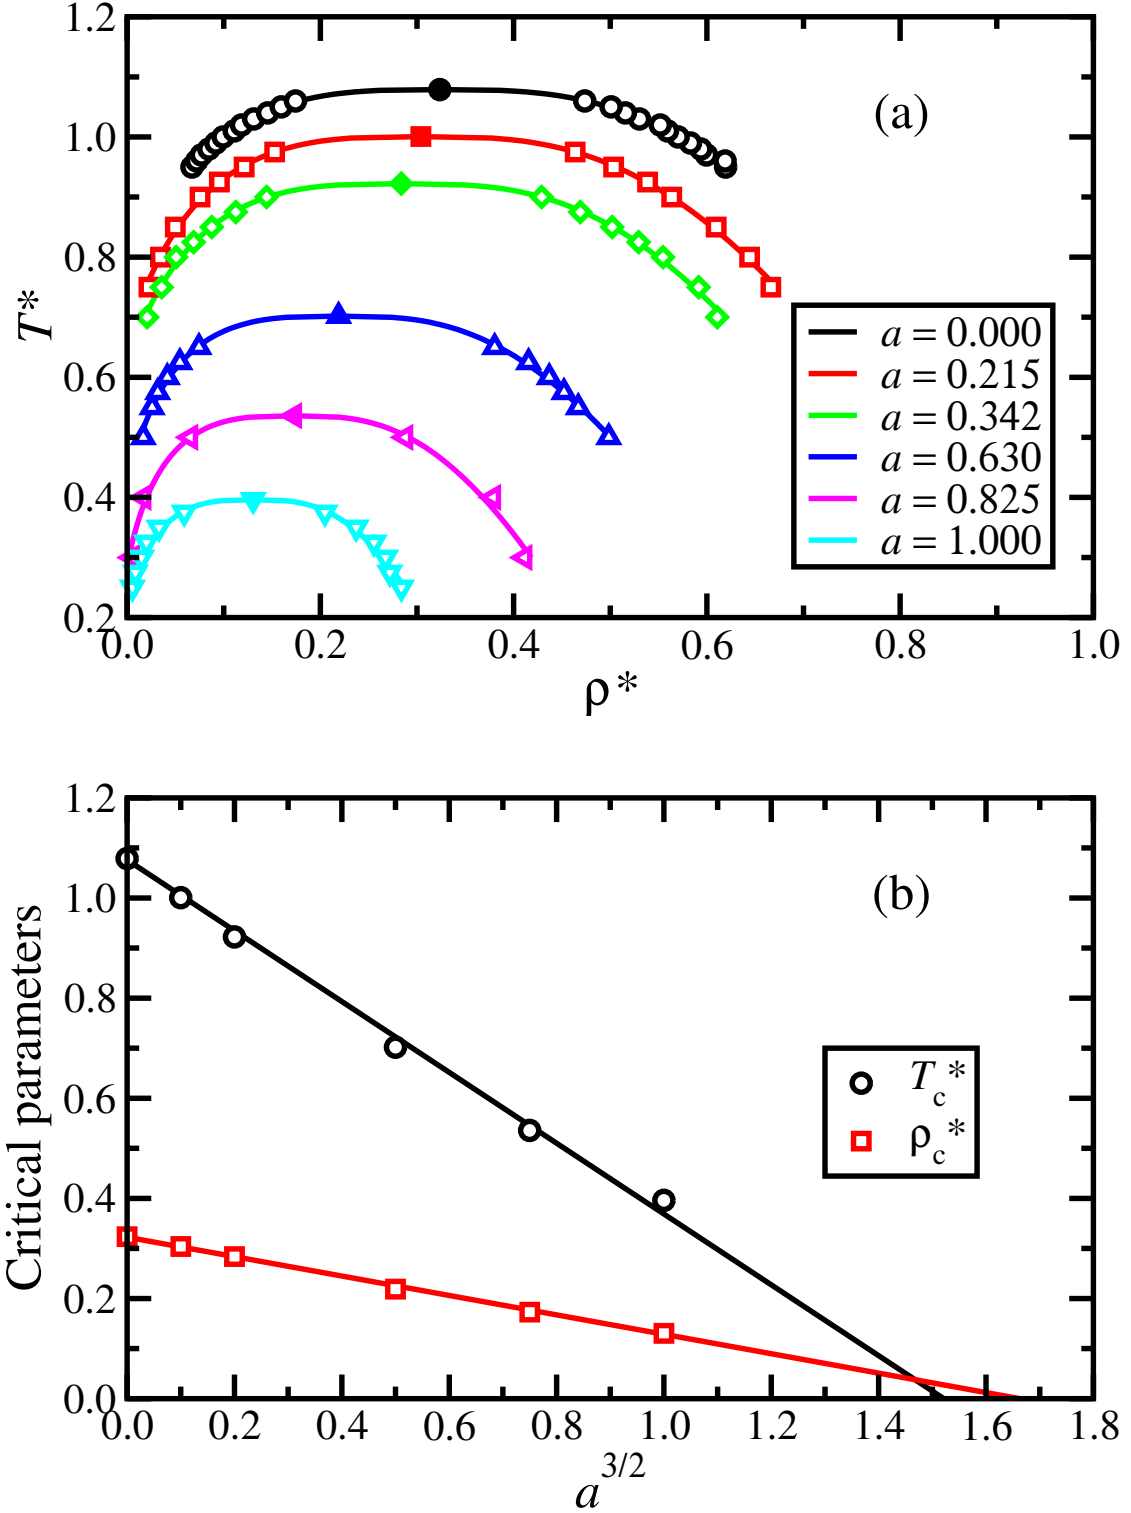 1.2
(a)
1.0
0.8
T*
0.6
0.4
0.2
a = 0.000
a = 0.215
a = 0.342
a = 0.630
a = 0.825
a = 1.000
0.0 0.2 0.4 0.6 0.8 1.0
ρ*
1.2
(b)
1.0
0.8
Critical parameters
0.6
0.4
0.2
0.0
T_c*
ρ_c*
0.0 0.2 0.4 0.6 0.8 1.0 1.2 1.4 1.6 1.8
a^3/2